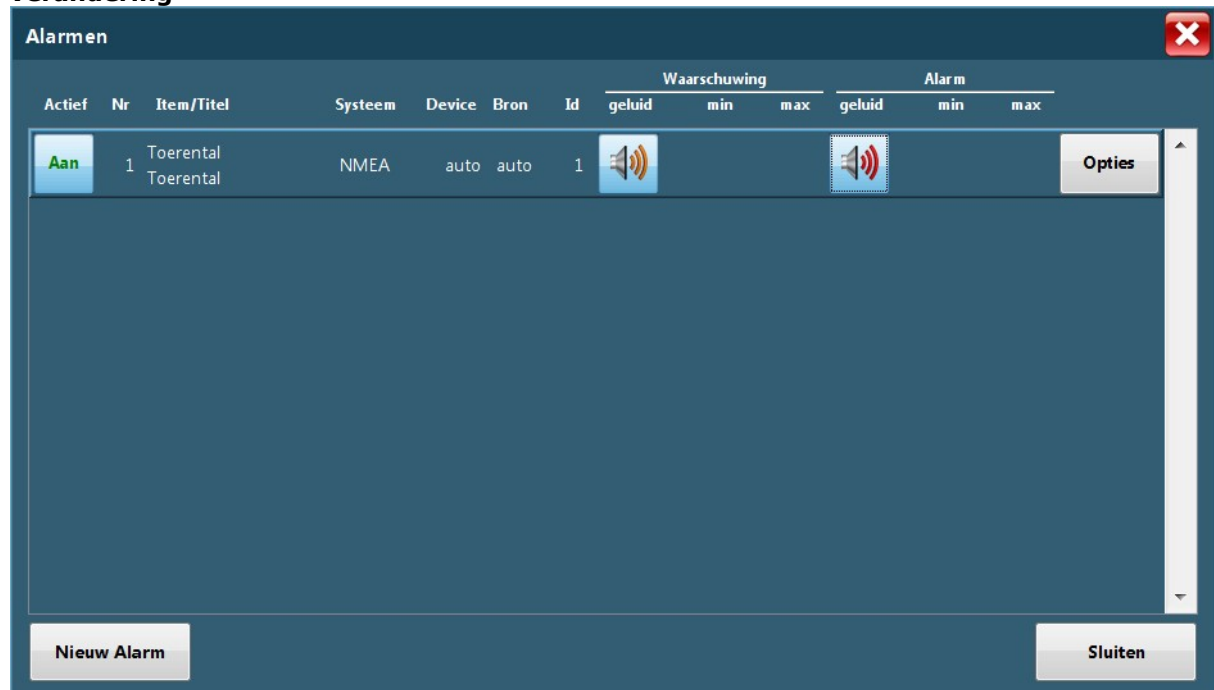 Alarmen
Waarschuwing Alarm
Actief Nr Item/Titel Systeem Device Bron Id geluid min max geluid min max
Aan 1 Toerental NMEA auto auto 1 Opties
Toerental
Nieuw Alarm Sluiten